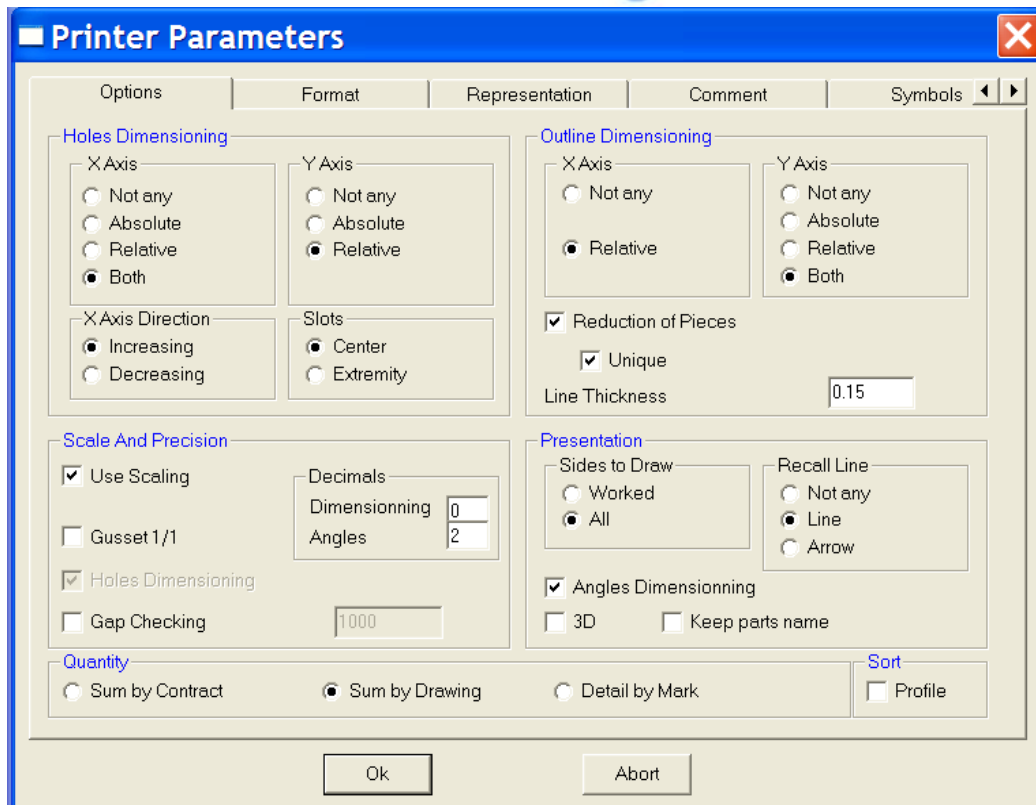 Printer Parameters
Options Format Representation Comment Symbols
Holes Dimensioning
X Axis
Not any
Absolute
Relative
Both
Y Axis
Not any
Absolute
Relative
X Axis Direction
Increasing
Decreasing
Slots
Center
Extremity
Outline Dimensioning
X Axis
Not any
Relative
Y Axis
Not any
Absolute
Relative
Both
Reduction of Pieces
Unique
Line Thickness 0.15
Scale And Precision
Use Scaling
Gusset 1/1
Holes Dimensioning
Gap Checking 1000
Decimals
Dimensionning 0
Angles 2
Presentation
Sides to Draw
Worked
All
Recall Line
Not any
Line
Arrow
Angles Dimensionning
3D Keep parts name
Quantity
Sum by Contract Sum by Drawing Detail by Mark
Sort
Profile
Ok Abort